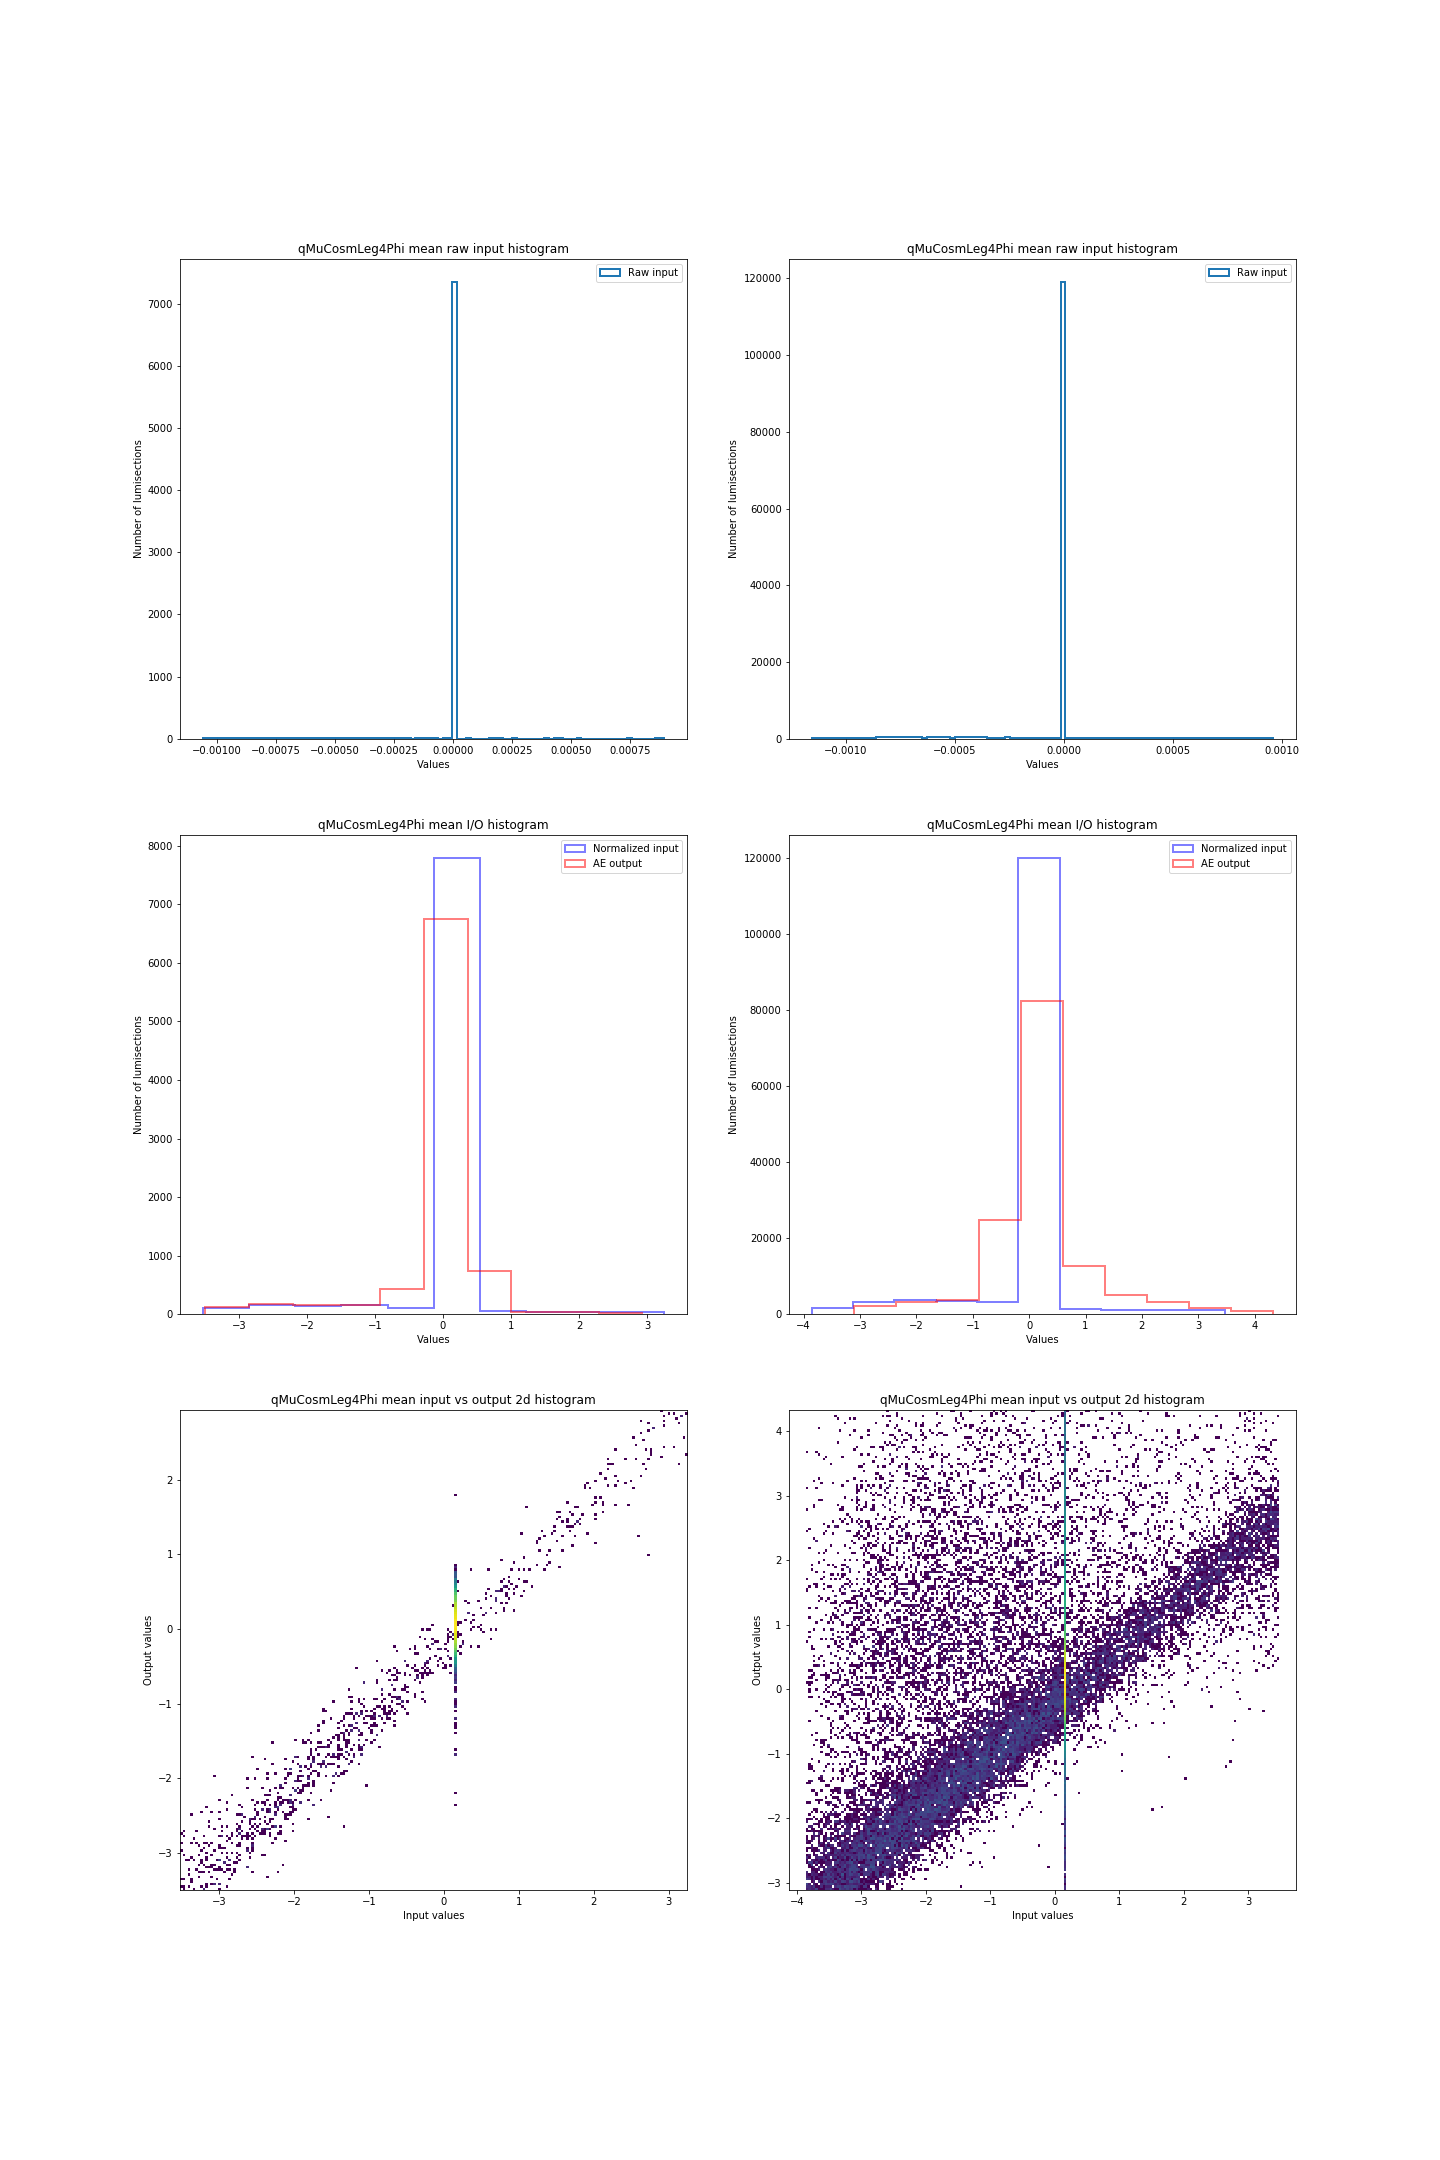 qMuCosmLeg4Phi mean raw input histogram
Raw input
7000
6000
5000
4000
3000
2000
1000
0
Number of lumisections
−0.00100 −0.00075 −0.00050 −0.00025 0.00000 0.00025 0.00050 0.00075
Values
qMuCosmLeg4Phi mean raw input histogram
Raw input
120000
100000
80000
60000
40000
20000
0
Number of lumisections
−0.0010 −0.0005 0.0000 0.0005 0.0010
Values
qMuCosmLeg4Phi mean I/O histogram
Normalized input
AE output
8000
7000
6000
5000
4000
3000
2000
1000
0
Number of lumisections
−3 −2 −1 0 1 2 3
Values
qMuCosmLeg4Phi mean I/O histogram
Normalized input
AE output
120000
100000
80000
60000
40000
20000
0
Number of lumisections
−4 −3 −2 −1 0 1 2 3 4
Values
qMuCosmLeg4Phi mean input vs output 2d histogram
2
1
0
−1
−2
−3
Output values
−3 −2 −1 0 1 2 3
Input values
qMuCosmLeg4Phi mean input vs output 2d histogram
4
3
2
1
0
−1
−2
−3
Output values
−4 −3 −2 −1 0 1 2 3
Input values